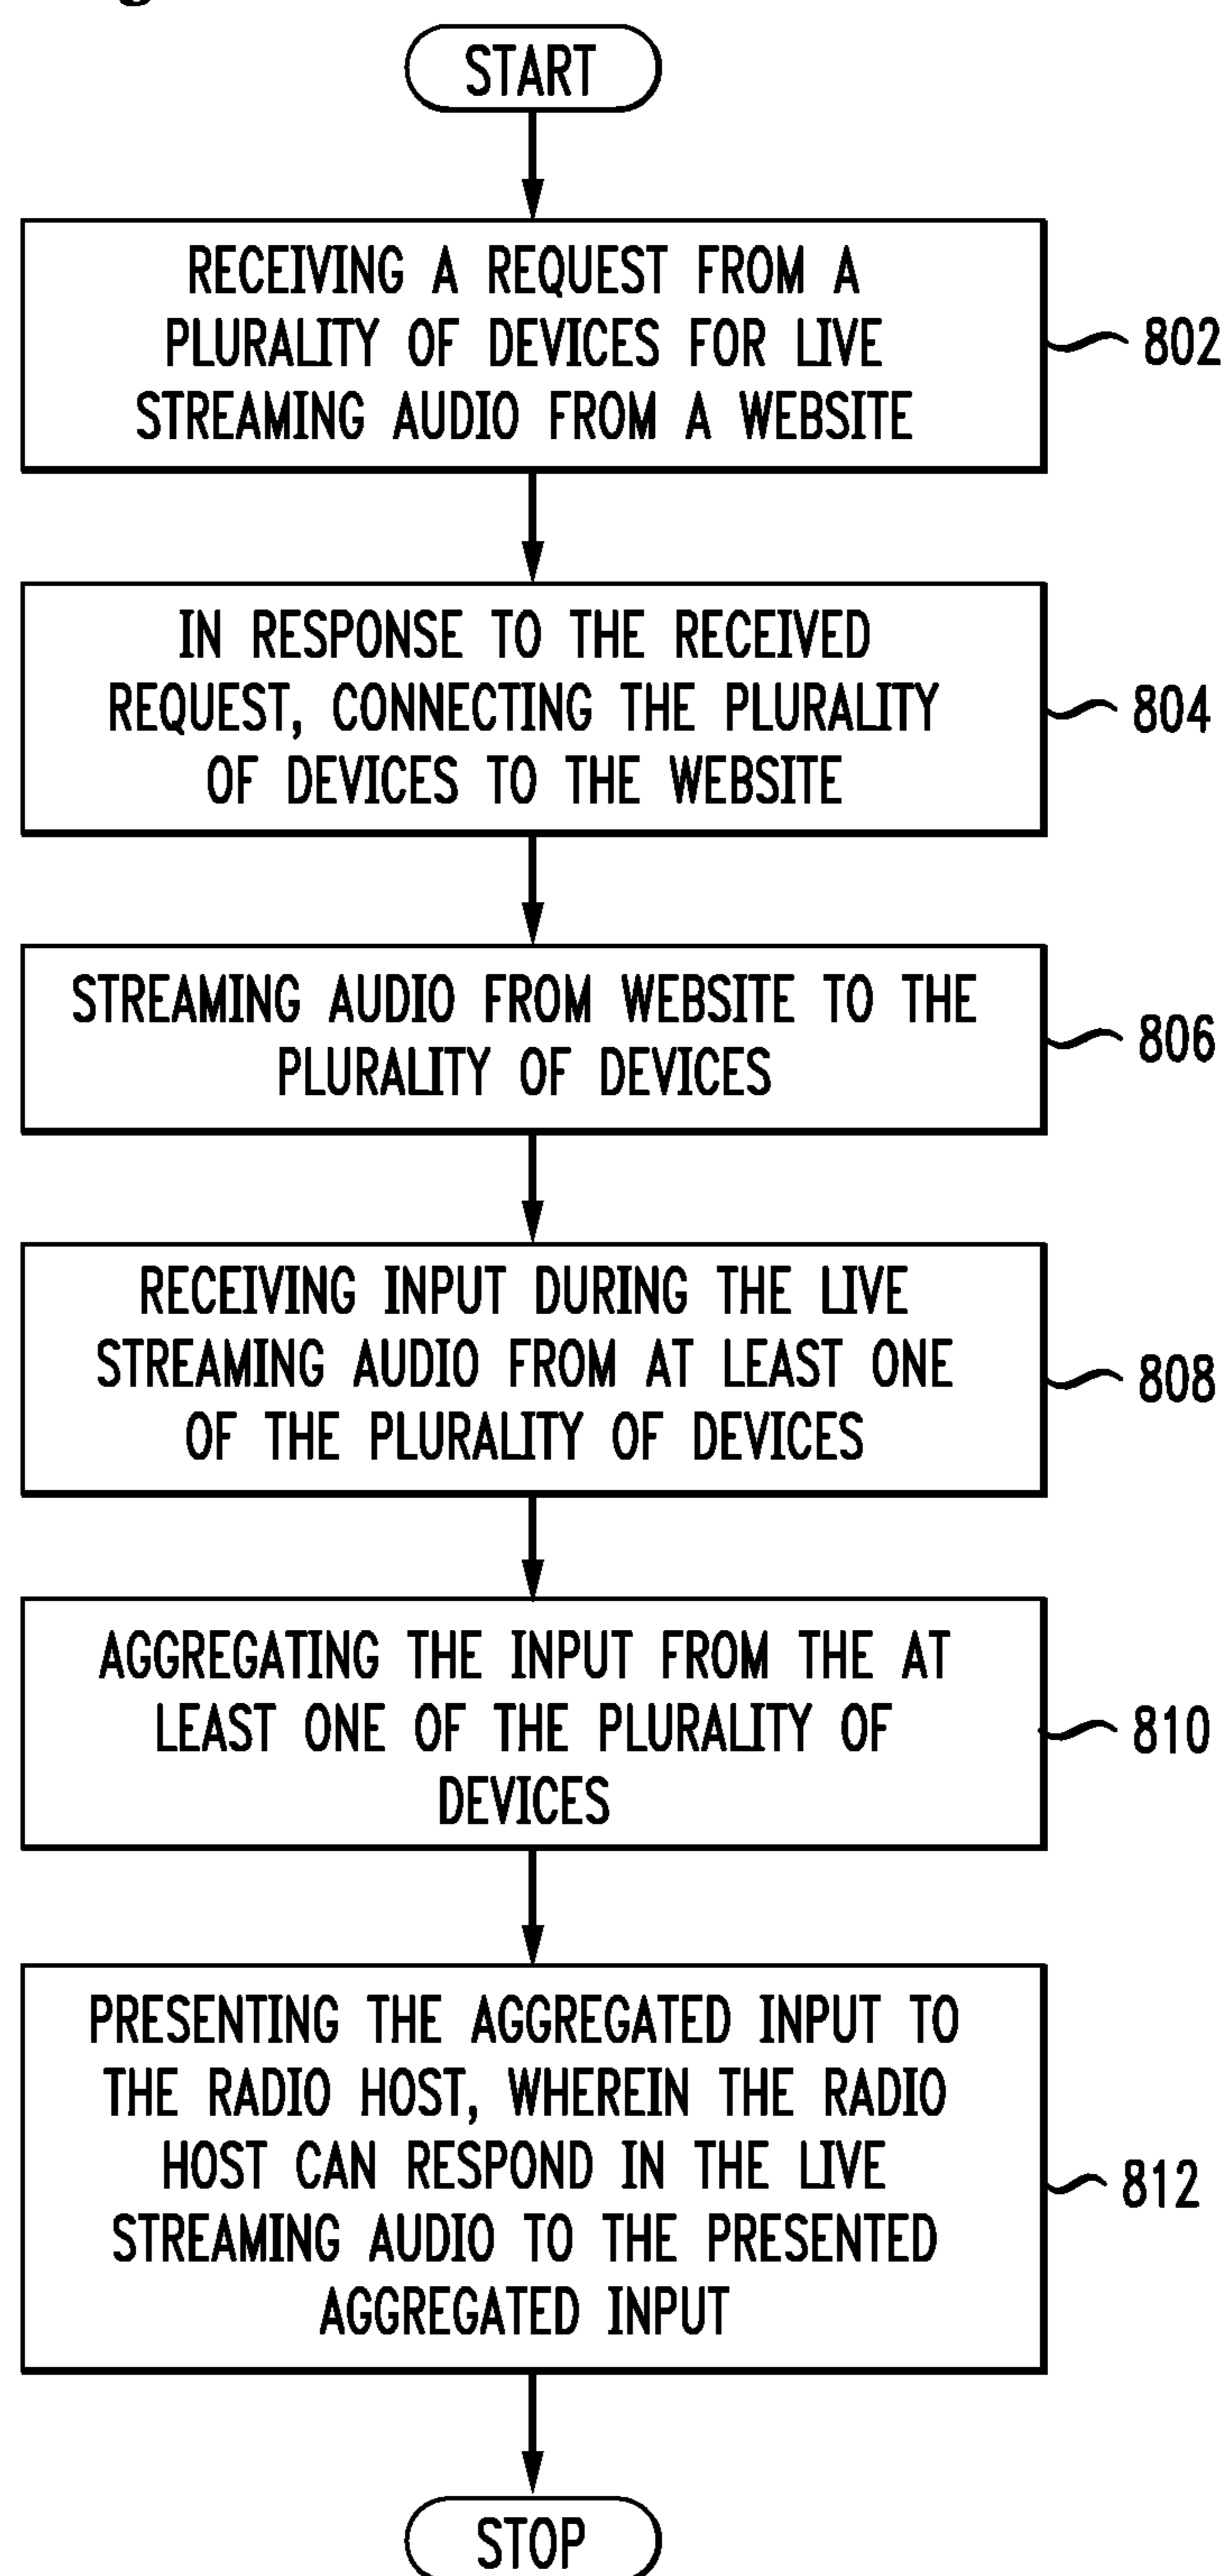 START
RECEIVING A REQUEST FROM A
PLURALITY OF DEVICES FOR LIVE
STREAMING AUDIO FROM A WEBSITE
802
IN RESPONSE TO THE RECEIVED
REQUEST, CONNECTING THE PLURALITY
OF DEVICES TO THE WEBSITE
804
STREAMING AUDIO FROM WEBSITE TO THE
PLURALITY OF DEVICES
806
RECEIVING INPUT DURING THE LIVE
STREAMING AUDIO FROM AT LEAST ONE
OF THE PLURALITY OF DEVICES
808
AGGREGATING THE INPUT FROM THE AT
LEAST ONE OF THE PLURALITY OF
DEVICES
810
PRESENTING THE AGGREGATED INPUT TO
THE RADIO HOST, WHEREIN THE RADIO
HOST CAN RESPOND IN THE LIVE
STREAMING AUDIO TO THE PRESENTED
AGGREGATED INPUT
812
STOP